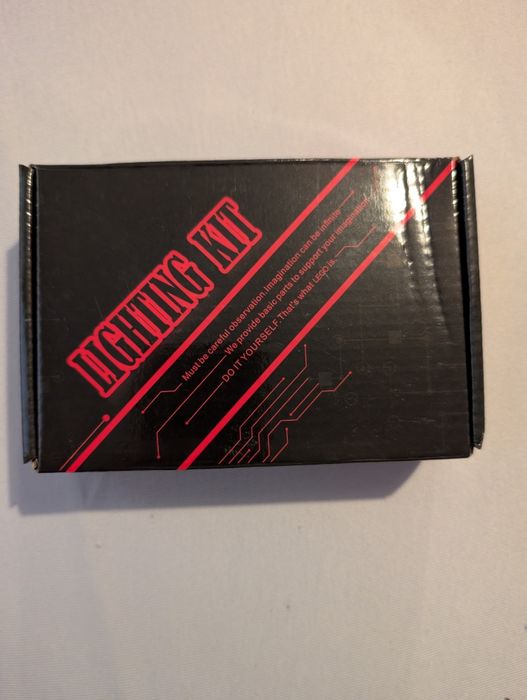 LIGHTING KIT
Must be careful observation Imagination can be infinite
We provide basic parts to support your imagination
DO IT YOURSELF.That's what LEGO is.